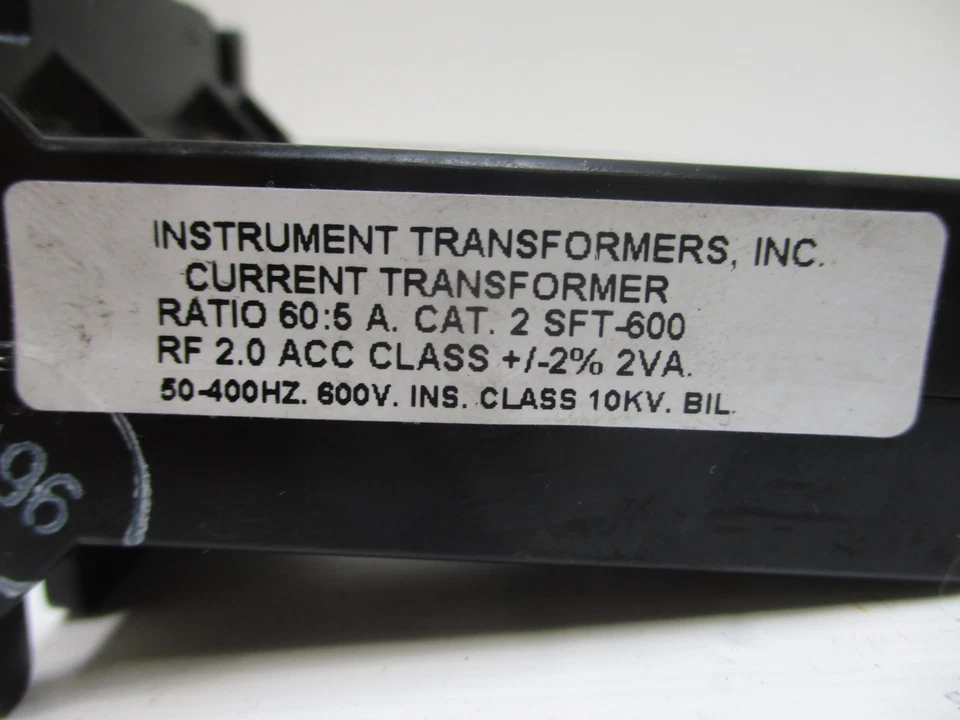 INSTRUMENT TRANSFORMERS, INC.
CURRENT TRANSFORMER
RATIO 60:5 A. CAT. 2 SFT-600
RF 2.0 ACC CLASS +/-2% 2VA.
50-400HZ. 600V. INS. CLASS 10KV. BIL.
96